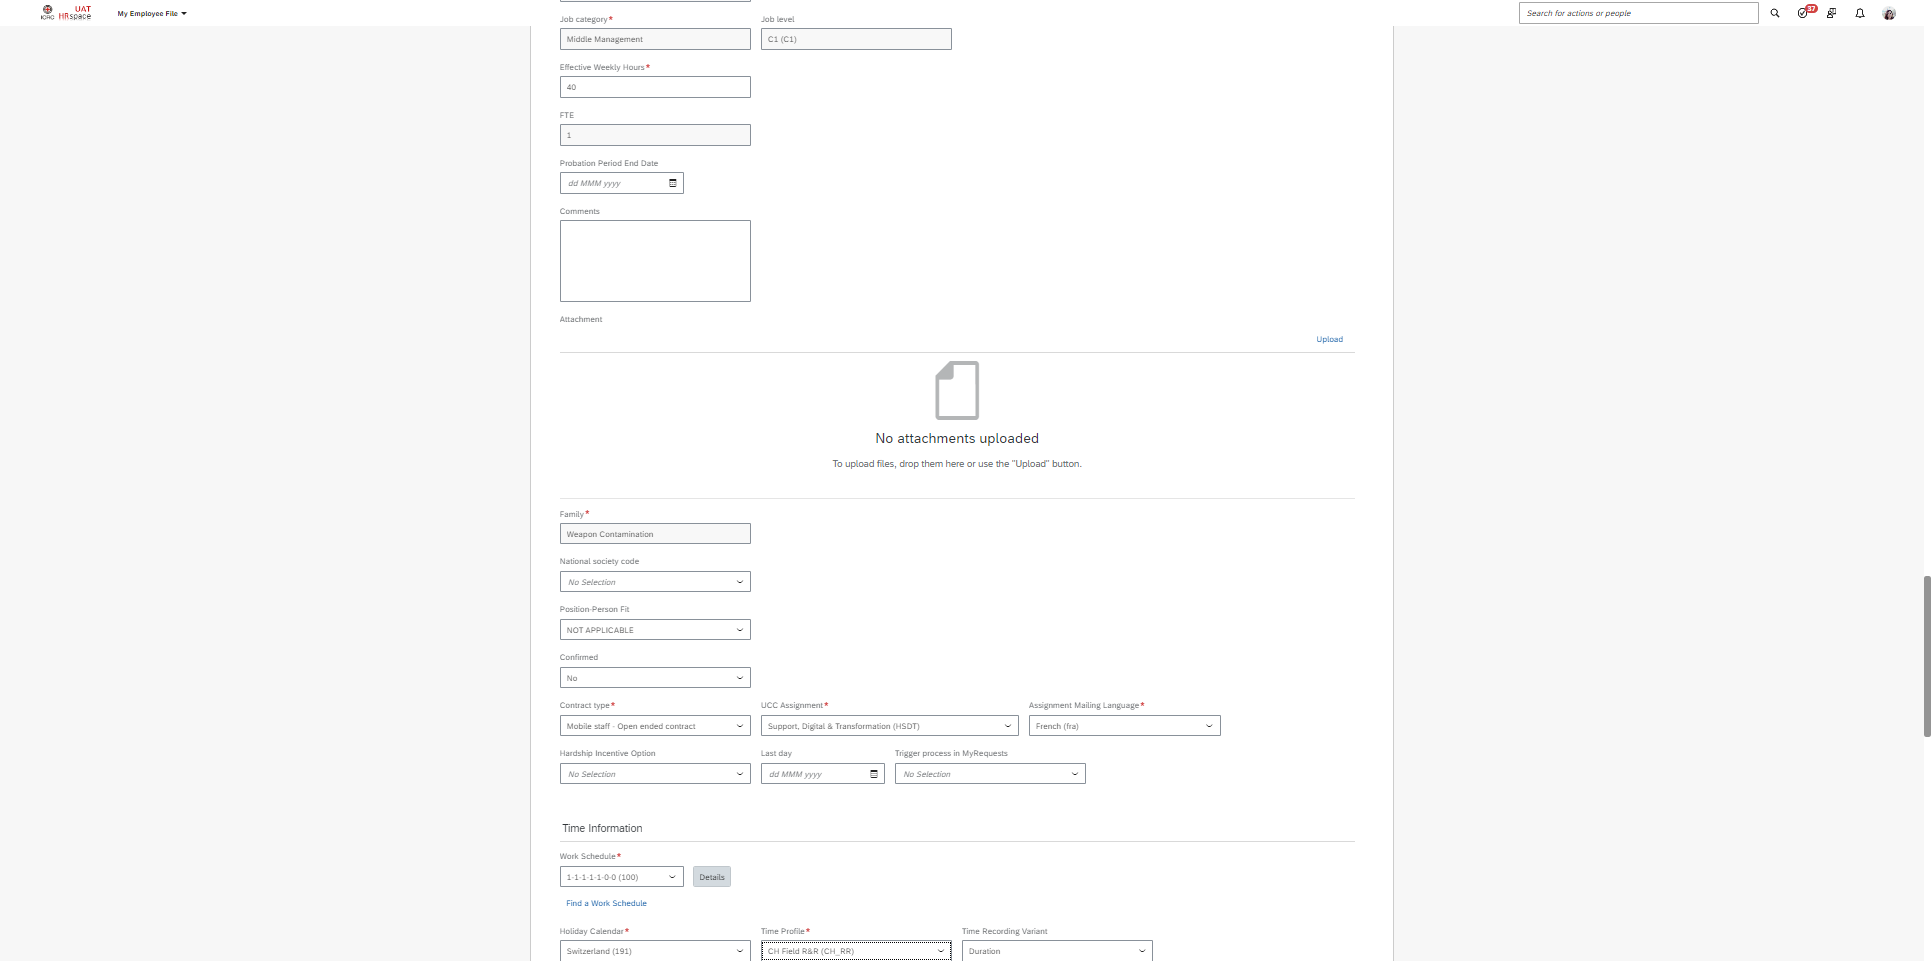 ICRC
UAT
HRspace
My Employee File
Search for actions or people
37
Job category*
Job level
Middle Management
C1 (C1)
Effective Weekly Hours*
40
FTE
1
Probation Period End Date
dd MMM yyyy
Comments
Attachment
Upload
No attachments uploaded
To upload files, drop them here or use the "Upload" button.
Family*
Weapon Contamination
National society code
No Selection
Position-Person Fit
NOT APPLICABLE
Confirmed
No
Contract type*
UCC Assignment*
Assignment Mailing Language*
Mobile staff - Open ended contract
Support, Digital & Transformation (HSDT)
French (fra)
Hardship Incentive Option
Last day
Trigger process in MyRequests
No Selection
dd MMM yyyy
No Selection
Time Information
Work Schedule*
1-1-1-1-1-0-0 (100)
Details
Find a Work Schedule
Holiday Calendar*
Time Profile*
Time Recording Variant
Switzerland (191)
CH Field R&R (CH_RR)
Duration